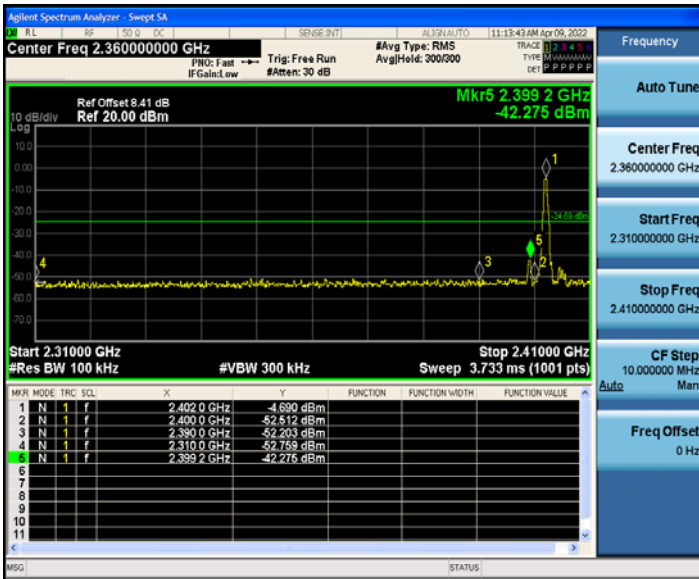 Agilent Spectrum Analyzer - Swept SA
RL RF 50 Ω DC SENSE:INT ALIGN AUTO 11:13:43 AM Apr 09, 2022
Center Freq 2.360000000 GHz
#Avg Type: RMS
TRACE 1 2 3 4 5 6
PNO: Fast Trig: Free Run Avg|Hold: 300/300
TYPE M
IFGain:Low #Atten: 30 dB
DET P P P P P P
Mkr5 2.399 2 GHz
-42.275 dBm
Ref Offset 8.41 dB
10 dB/div Ref 20.00 dBm
Log
10.0
0.00
-10.0
-20.0
-30.0
-40.0
-50.0
-60.0
-70.0
-24.69 dBm
1
5
4
3
2
Start 2.31000 GHz Stop 2.41000 GHz
#Res BW 100 kHz #VBW 300 kHz Sweep 3.733 ms (1001 pts)
MKR MODE TRC SCL X Y FUNCTION FUNCTION WIDTH FUNCTION VALUE
1 N 1 f 2.402 0 GHz -4.690 dBm
2 N 1 f 2.400 0 GHz -52.512 dBm
3 N 1 f 2.390 0 GHz -52.203 dBm
4 N 1 f 2.310 0 GHz -52.759 dBm
5 N 1 f 2.399 2 GHz -42.275 dBm
6
7
8
9
10
11
MSG STATUS
Frequency
Auto Tune
Center Freq
2.360000000 GHz
Start Freq
2.310000000 GHz
Stop Freq
2.410000000 GHz
CF Step
10.000000 MHz
Auto Man
Freq Offset
0 Hz